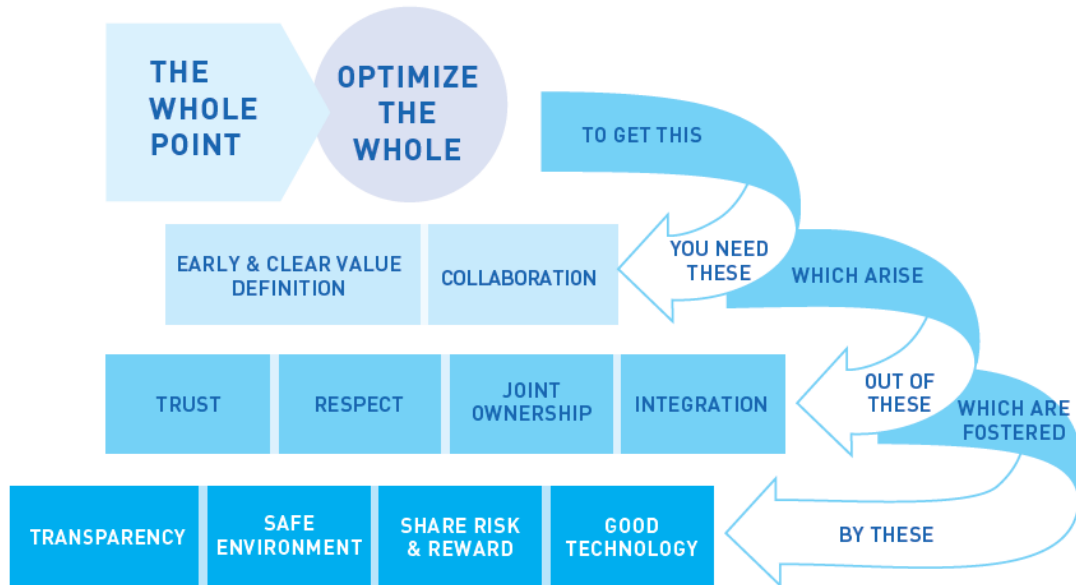 THE
WHOLE
POINT
OPTIMIZE
THE
WHOLE
TO GET THIS
YOU NEED
THESE
EARLY & CLEAR VALUE
DEFINITION
COLLABORATION
WHICH ARISE
OUT OF
THESE
TRUST
RESPECT
JOINT
OWNERSHIP
INTEGRATION
WHICH ARE
FOSTERED
BY THESE
TRANSPARENCY
SAFE
ENVIRONMENT
SHARE RISK
& REWARD
GOOD
TECHNOLOGY